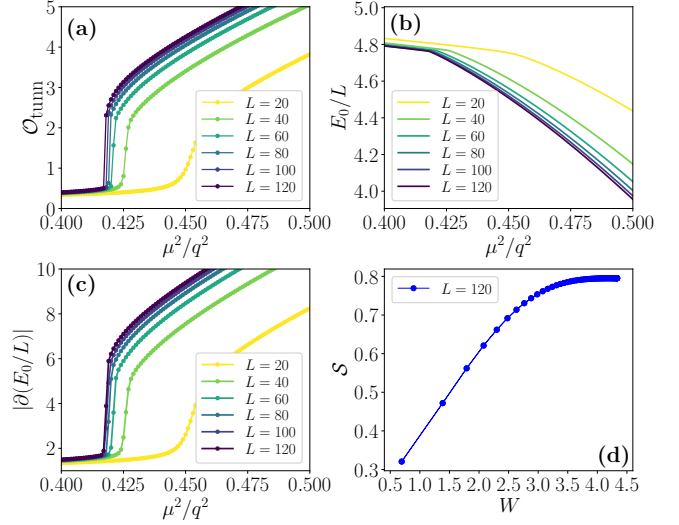 (a)
5
4
3
2
1
0
0.400 0.425 0.450 0.475 0.500
𝒪_tunn
μ²/q²
L = 20
L = 40
L = 60
L = 80
L = 100
L = 120
(b)
4.8
4.6
4.4
4.2
4.0
0.400 0.425 0.450 0.475 0.500
E₀/L
μ²/q²
L = 20
L = 40
L = 60
L = 80
L = 100
L = 120
(c)
10
8
6
4
2
0.400 0.425 0.450 0.475 0.500
|∂(E₀/L)|
μ²/q²
L = 20
L = 40
L = 60
L = 80
L = 100
L = 120
0.8
0.7
0.6
0.5
0.4
0.3
0.5 1.0 1.5 2.0 2.5 3.0 3.5 4.0 4.5
𝒮
W
L = 120
(d)